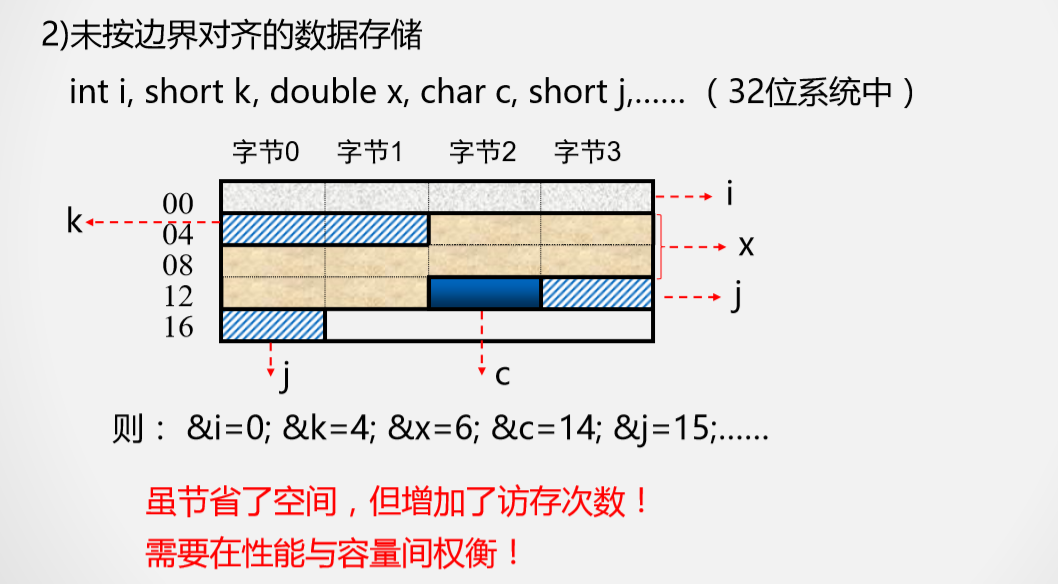 2)未按边界对齐的数据存储
int i, short k, double x, char c, short j,……（32位系统中）
字节0 字节1 字节2 字节3
00 i
k 04
x
08
12 j
16
j c
则： &i=0; &k=4; &x=6; &c=14; &j=15;……
虽节省了空间，但增加了访存次数！
需要在性能与容量间权衡！